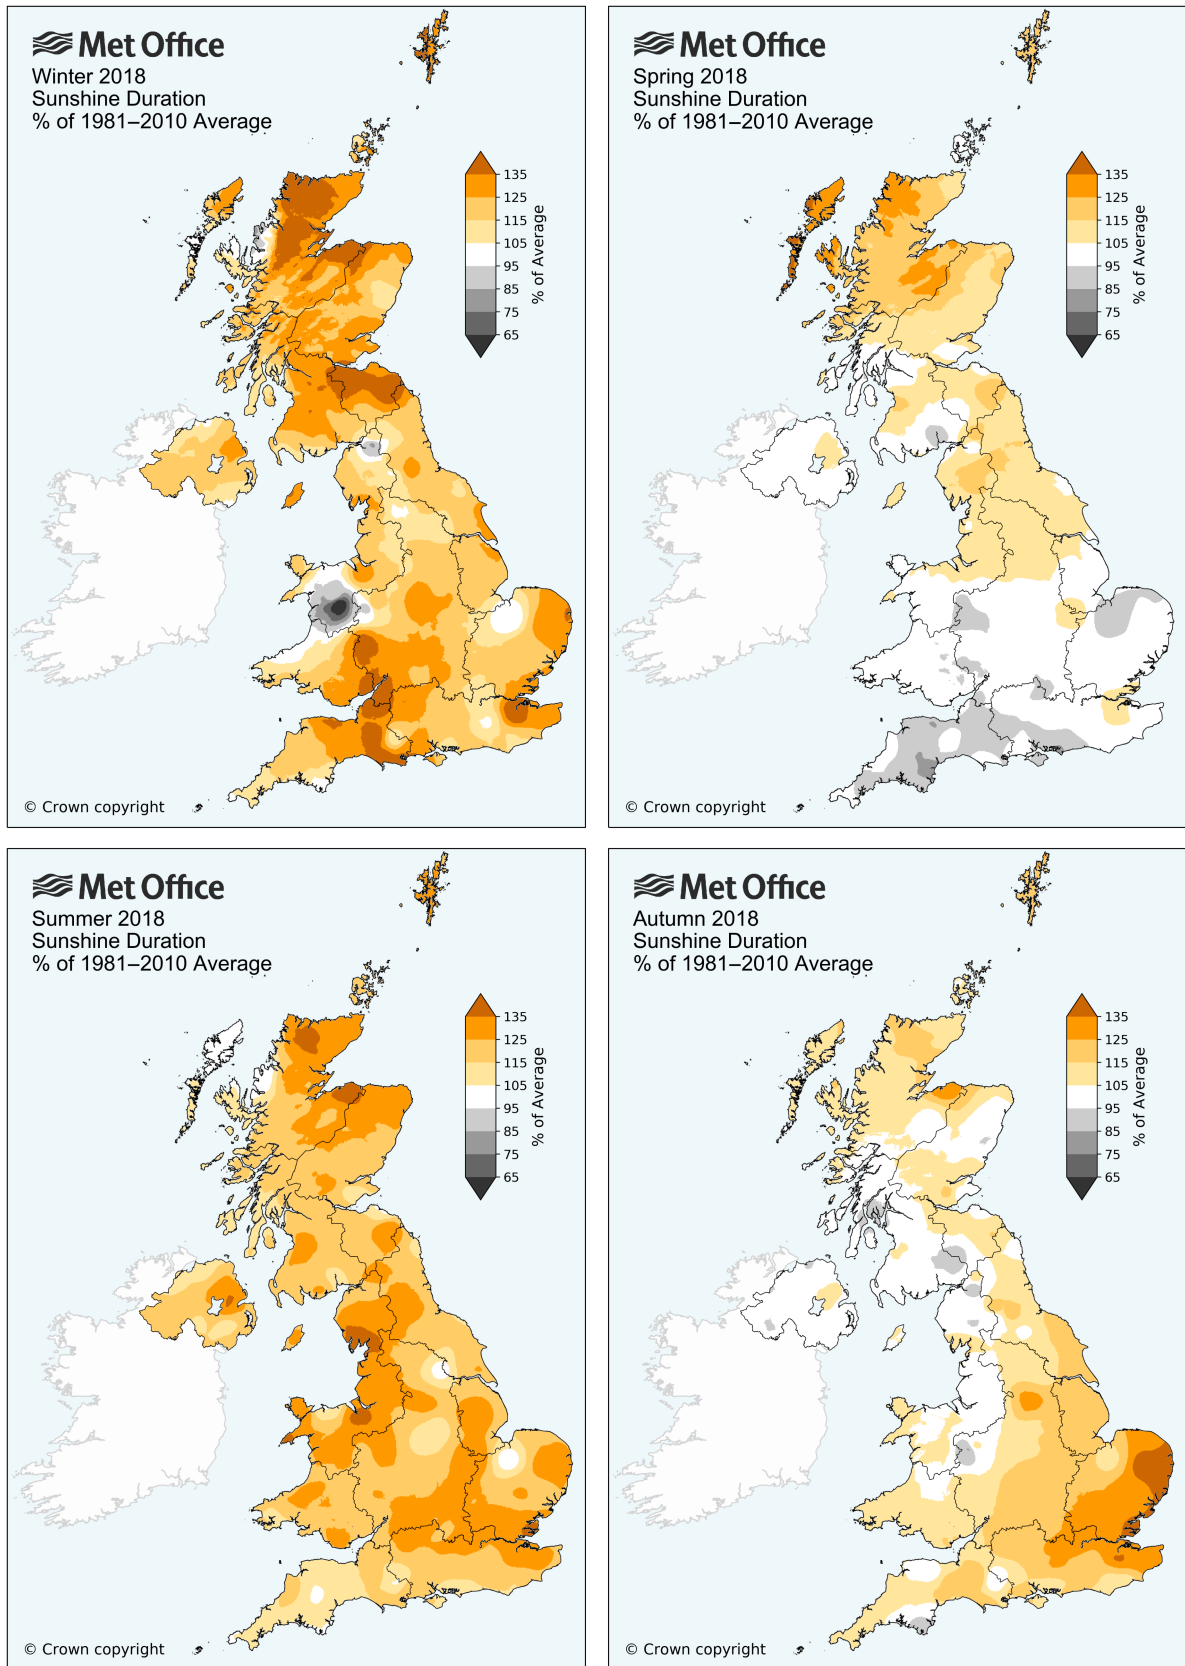 Met Office
Winter 2018
Sunshine Duration
% of 1981–2010 Average
135
125
115
105
95
85
75
65
% of Average
© Crown copyright
Met Office
Spring 2018
Sunshine Duration
% of 1981–2010 Average
135
125
115
105
95
85
75
65
% of Average
© Crown copyright
Met Office
Summer 2018
Sunshine Duration
% of 1981–2010 Average
135
125
115
105
95
85
75
65
% of Average
© Crown copyright
Met Office
Autumn 2018
Sunshine Duration
% of 1981–2010 Average
135
125
115
105
95
85
75
65
% of Average
© Crown copyright